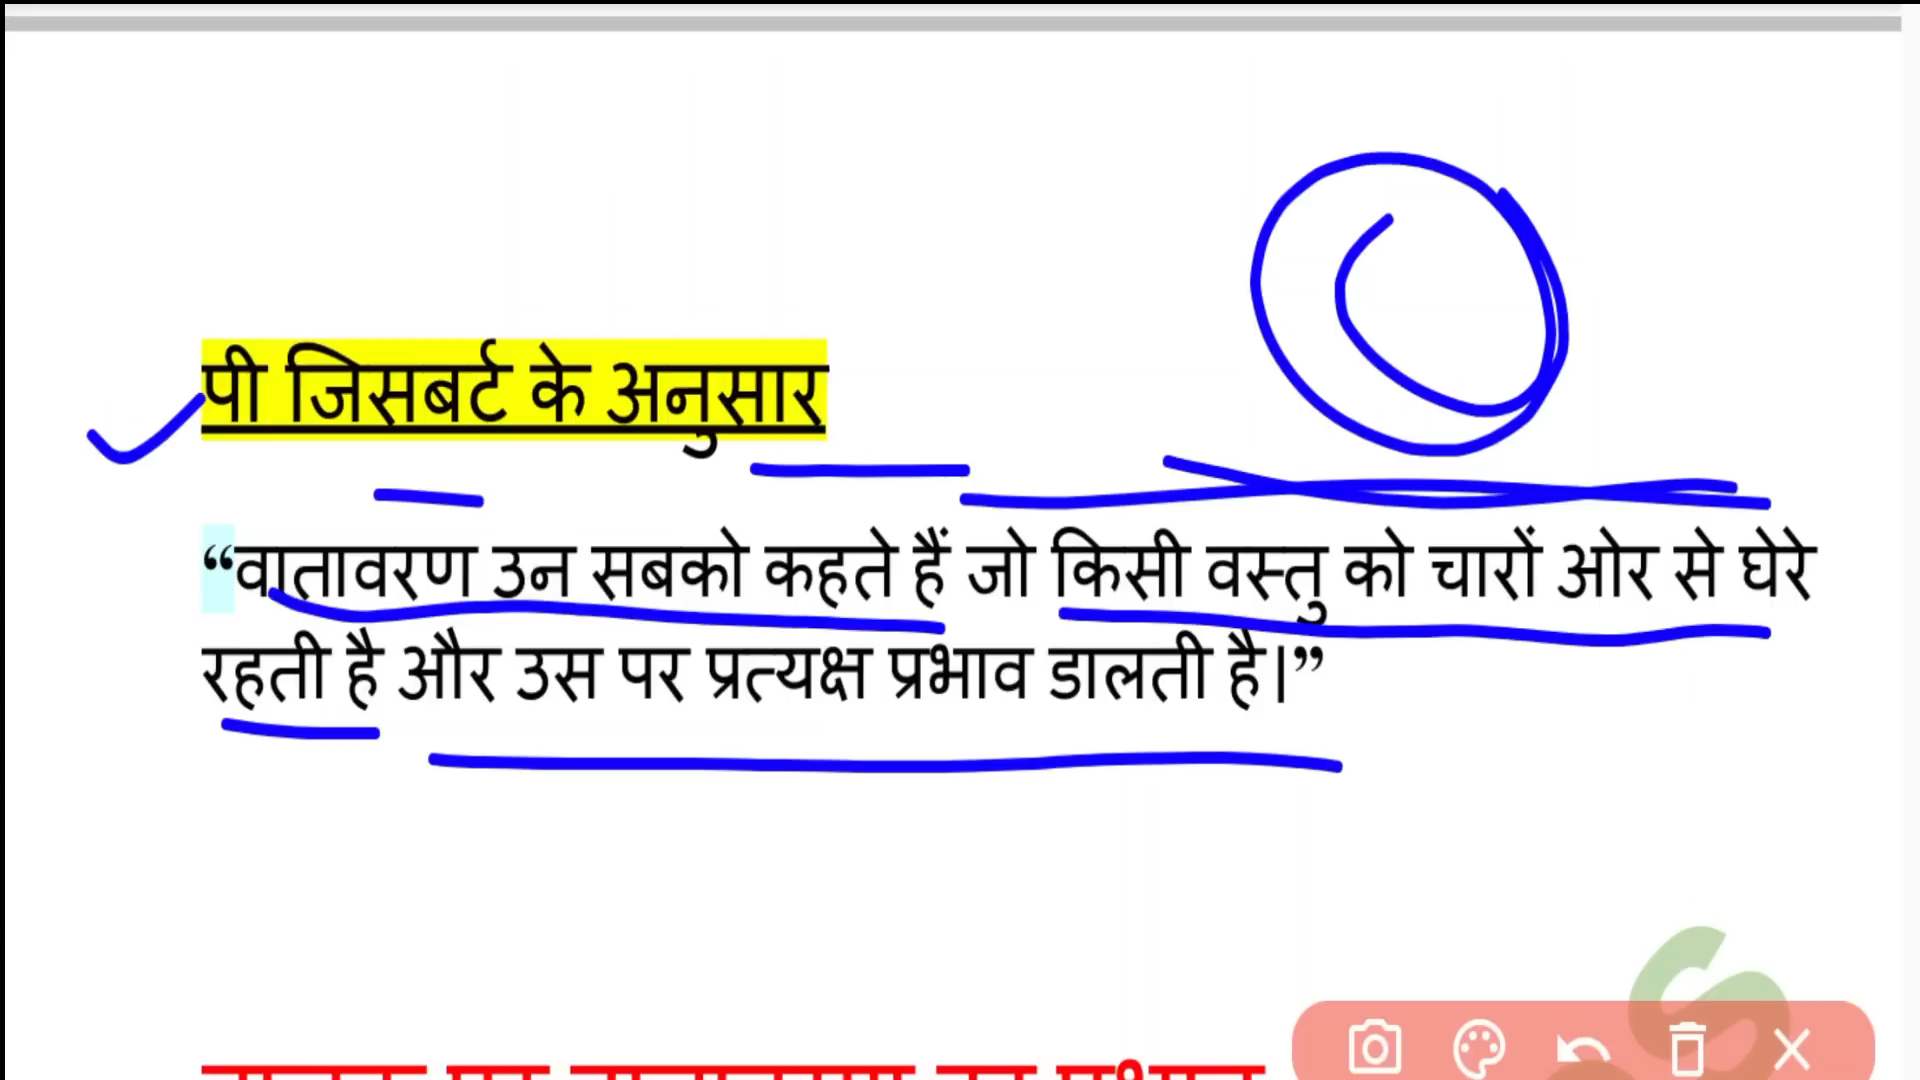 पी जिसबर्ट के अनुसार
“वातावरण उन सबको कहते हैं जो किसी वस्तु को चारों ओर से घेरे
रहती है और उस पर प्रत्यक्ष प्रभाव डालती है।”